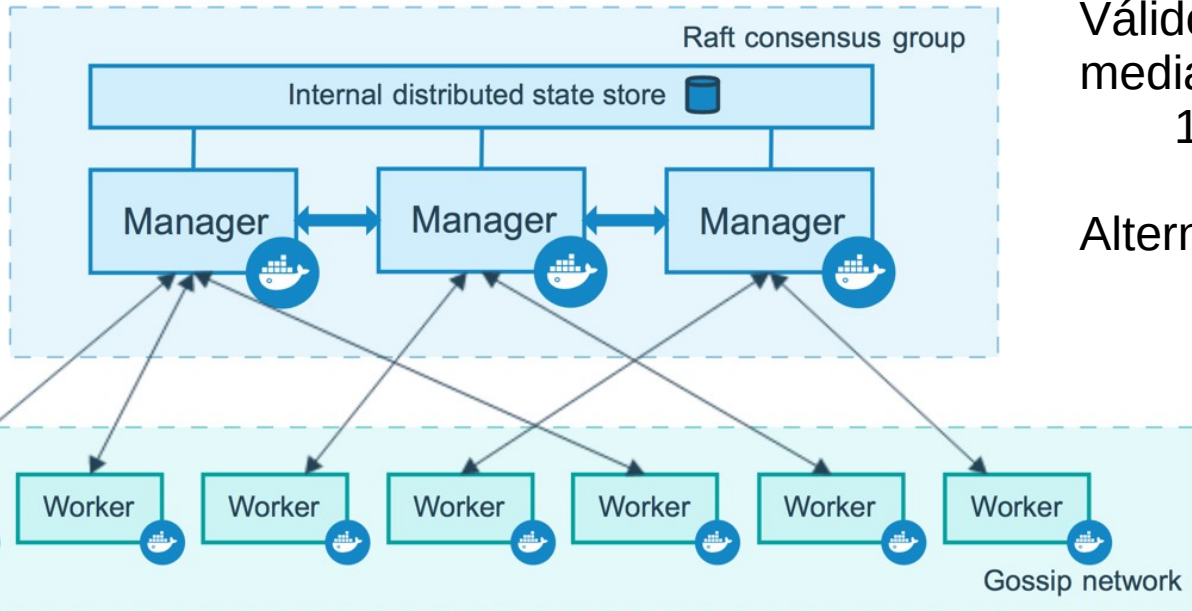 Raft consensus group
Internal distributed state store
Manager
Manager
Manager
Worker
Worker
Worker
Worker
Worker
Worker
Gossip network